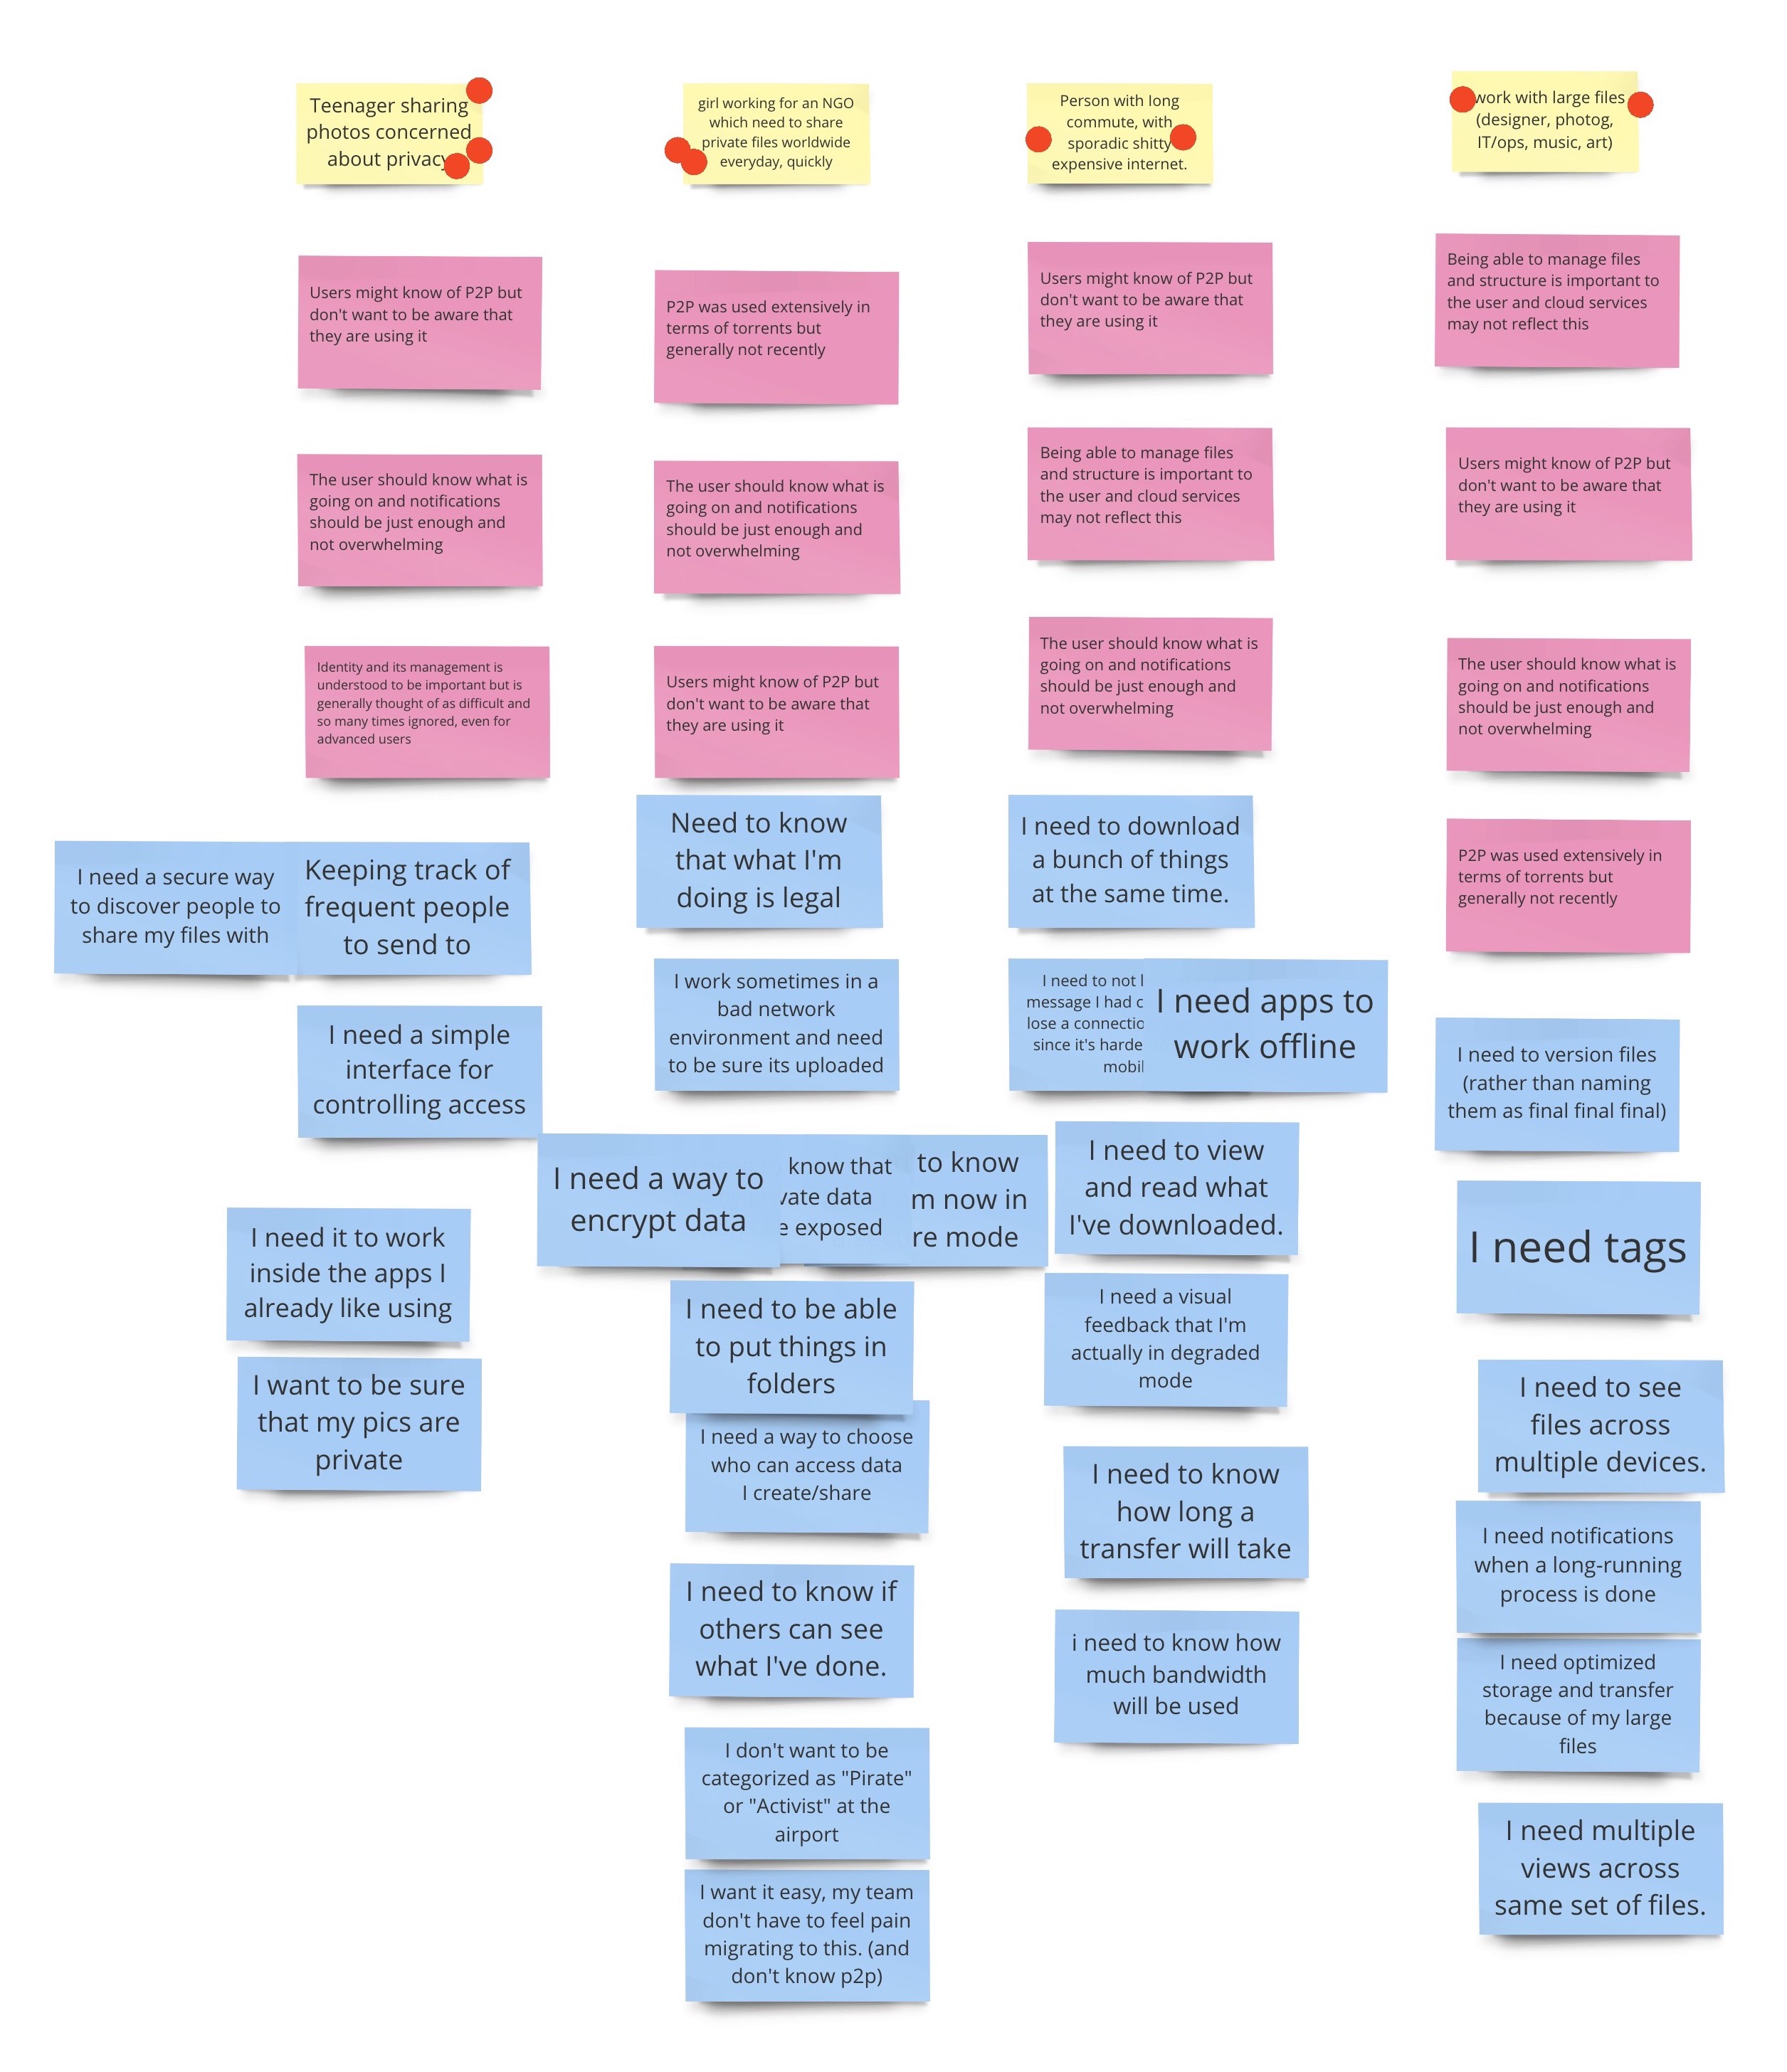 Teenager sharing
photos concerned
about privacy
girl working for an NGO
which need to share
private files worldwide
everyday, quickly
Person with long
commute, with
sporadic shitty
expensive internet.
work with large files
(designer, photog,
IT/ops, music, art)
Users might know of P2P but
don't want to be aware that
they are using it
The user should know what is
going on and notifications
should be just enough and
not overwhelming
Identity and its management is
understood to be important but is
generally thought of as difficult and
so many times ignored, even for
advanced users
I need a secure way
to discover people to
share my files with
Keeping track of
frequent people
to send to
I need a simple
interface for
controlling access
I need it to work
inside the apps I
already like using
I want to be sure
that my pics are
private
P2P was used extensively in
terms of torrents but
generally not recently
The user should know what is
going on and notifications
should be just enough and
not overwhelming
Users might know of P2P but
don't want to be aware that
they are using it
Need to know
that what I'm
doing is legal
I work sometimes in a
bad network
environment and need
to be sure its uploaded
I need a way to
encrypt data
know that
data
exposed
to know
now in
mode
I need to be able
to put things in
folders
I need a way to choose
who can access data
I create/share
I need to know if
others can see
what I've done.
I don't want to be
categorized as "Pirate"
or "Activist" at the
airport
I want it easy, my team
don't have to feel pain
migrating to this. (and
don't know p2p)
Users might know of P2P but
don't want to be aware that
they are using it
Being able to manage files
and structure is important to
the user and cloud services
may not reflect this
The user should know what is
going on and notifications
should be just enough and
not overwhelming
I need to download
a bunch of things
at the same time.
I need to not
message I had
lose a
since it's
I need apps to
work offline
I need to view
and read what
I've downloaded.
I need a visual
feedback that I'm
actually in degraded
mode
I need to know
how long a
transfer will take
i need to know how
much bandwidth
will be used
Being able to manage files
and structure is important to
the user and cloud services
may not reflect this
Users might know of P2P but
don't want to be aware that
they are using it
The user should know what is
going on and notifications
should be just enough and
not overwhelming
P2P was used extensively in
terms of torrents but
generally not recently
I need to version files
(rather than naming
them as final final final)
I need tags
I need to see
files across
multiple devices.
I need notifications
when a long-running
process is done
I need optimized
storage and transfer
because of my large
files
I need multiple
views across
same set of files.